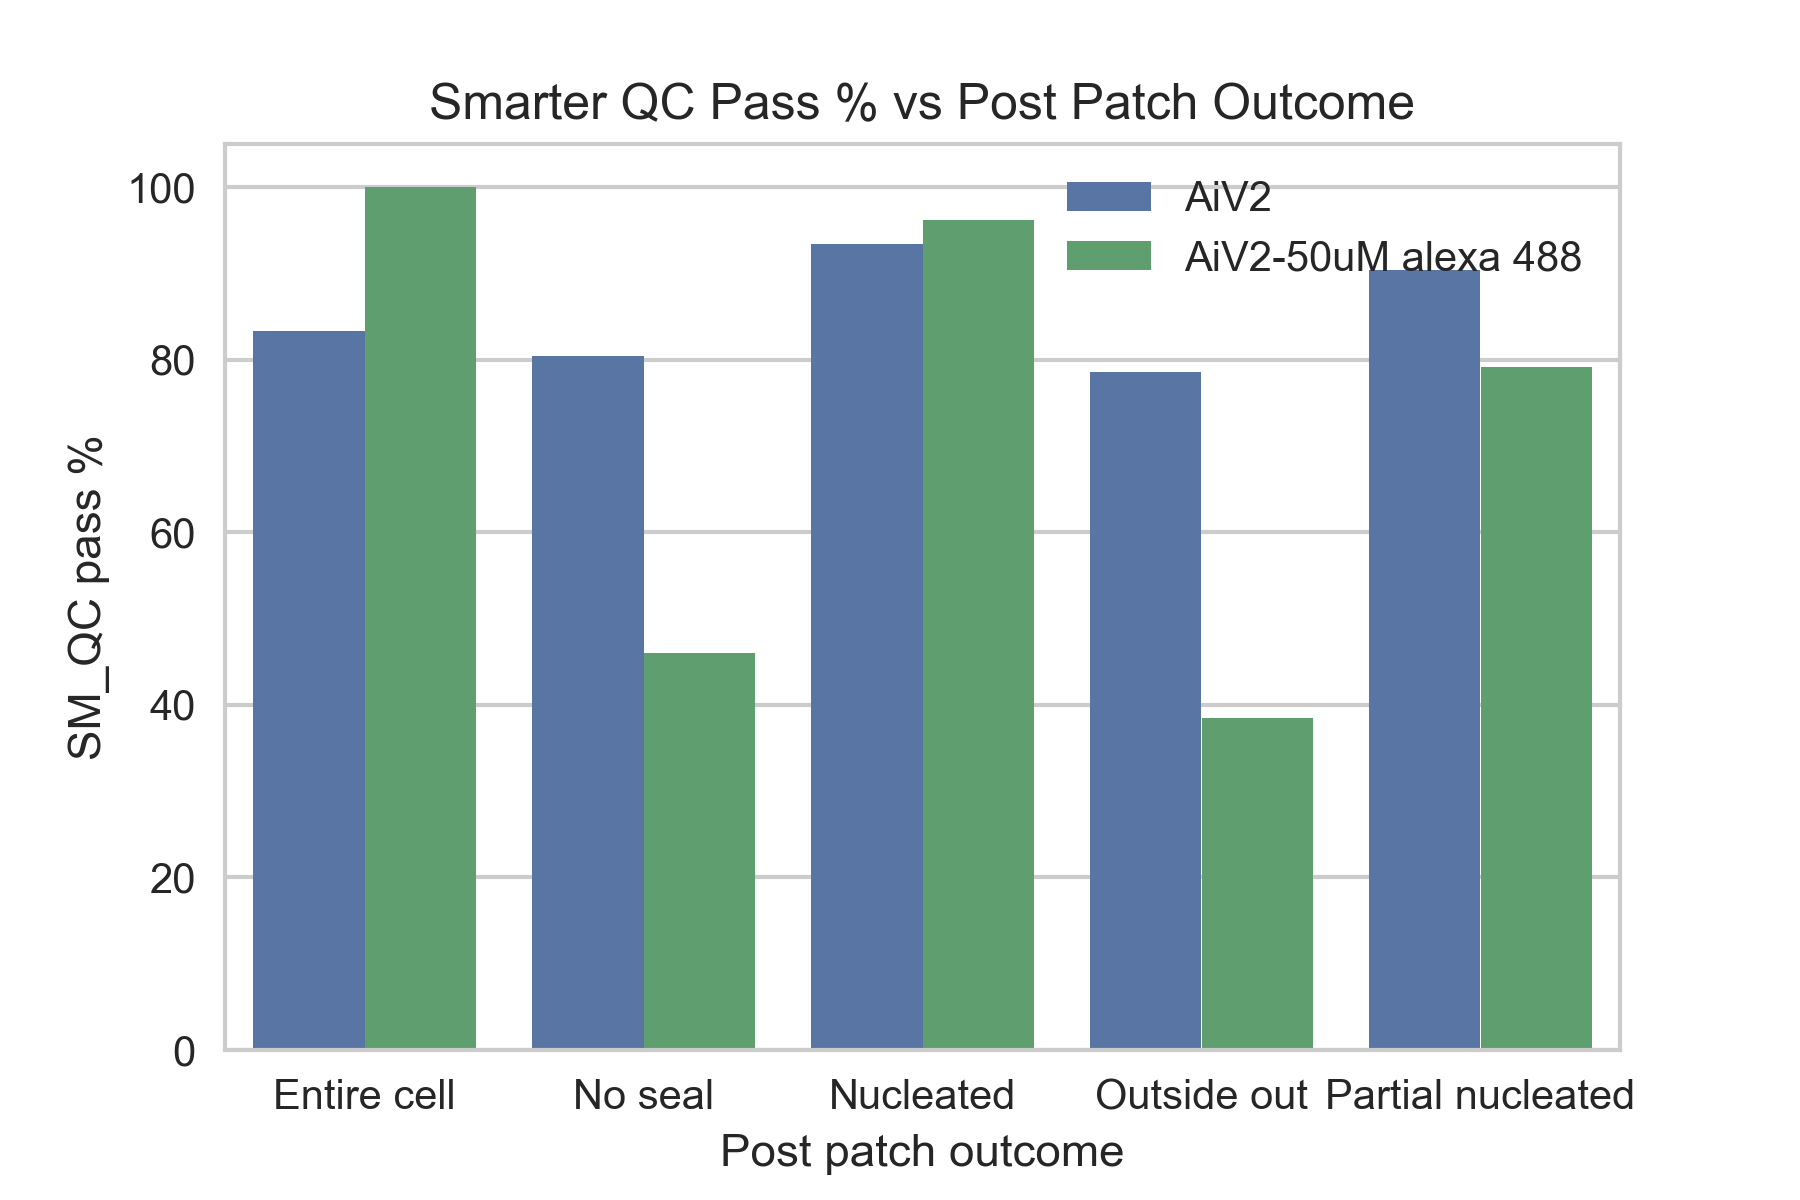 Smarter QC Pass % vs Post Patch Outcome
AiV2
AiV2-50uM alexa 488
100
80
60
40
20
0
SM_QC pass %
Entire cell
No seal
Nucleated
Outside out
Partial nucleated
Post patch outcome